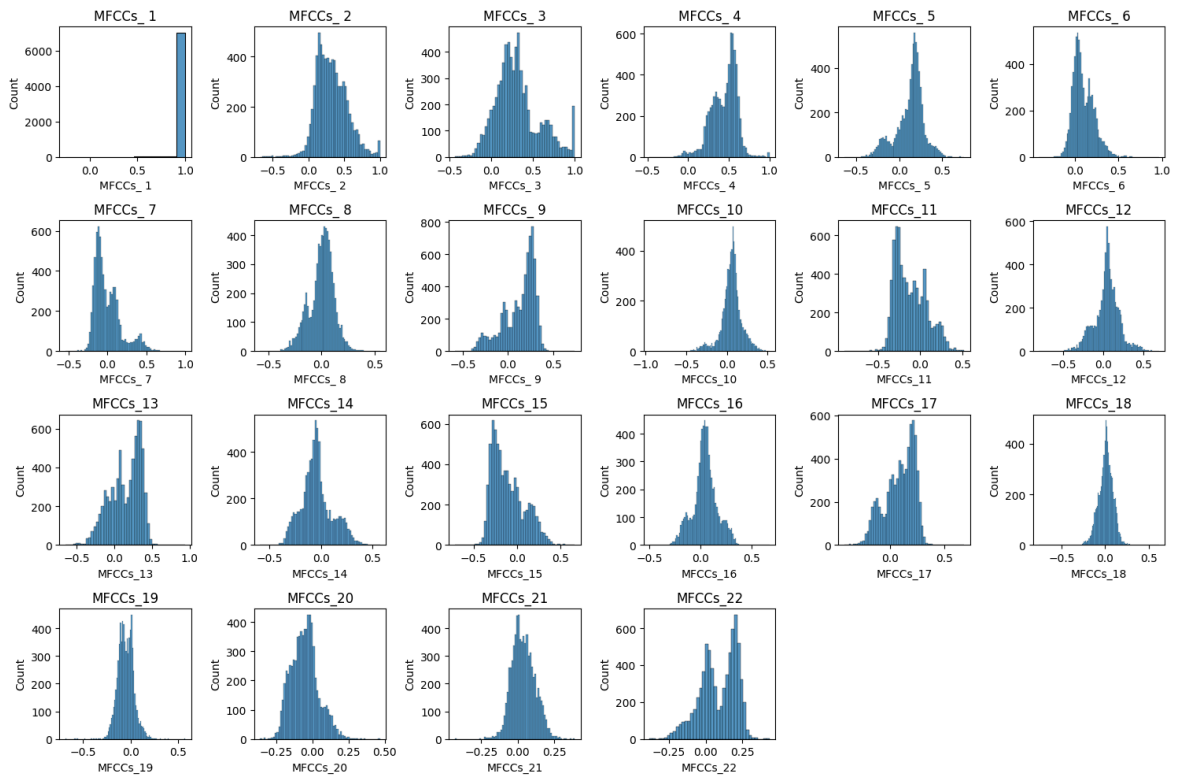 MFCCs_ 1 MFCCs_ 2 MFCCs_ 3 MFCCs_ 4 MFCCs_ 5 MFCCs_ 6
Count 6000 4000 2000 0
Count 400 200 0
Count 400 300 200 100 0
Count 600 400 200 0
Count 400 200 0
Count 400 200 0
0.0 0.5 1.0
−0.5 0.0 0.5 1.0
0.0 0.5 1.0
−0.5 0.0 0.5 1.0
−0.5 0.0 0.5
0.0 0.5 1.0
MFCCs_ 1 MFCCs_ 2 MFCCs_ 3 MFCCs_ 4 MFCCs_ 5 MFCCs_ 6
MFCCs_ 7 MFCCs_ 8 MFCCs_ 9 MFCCs_10 MFCCs_11 MFCCs_12
Count 600 400 200 0
Count 400 300 200 100 0
Count 800 600 400 200 0
Count 400 200 0
Count 600 400 200 0
Count 600 400 200 0
−0.5 0.0 0.5 1.0
−0.5 0.0 0.5
0.0 0.5
−1.0 −0.5 0.0 0.5
−0.5 0.0 0.5
−0.5 0.0 0.5
MFCCs_ 7 MFCCs_ 8 MFCCs_ 9 MFCCs_10 MFCCs_11 MFCCs_12
MFCCs_13 MFCCs_14 MFCCs_15 MFCCs_16 MFCCs_17 MFCCs_18
Count 600 400 200 0
Count 400 200 0
Count 600 400 200 0
Count 400 300 200 100 0
Count 600 400 200 0
Count 400 200 0
−0.5 0.0 0.5 1.0
−0.5 0.0 0.5
−0.5 0.0 0.5
−0.5 0.0 0.5
0.0 0.5
−0.5 0.0 0.5
MFCCs_13 MFCCs_14 MFCCs_15 MFCCs_16 MFCCs_17 MFCCs_18
MFCCs_19 MFCCs_20 MFCCs_21 MFCCs_22
Count 400 300 200 100 0
Count 400 300 200 100 0
Count 400 200 0
Count 600 400 200 0
−0.5 0.0 0.5
−0.25 0.00 0.25 0.50
−0.25 0.00 0.25
−0.25 0.00 0.25
MFCCs_19 MFCCs_20 MFCCs_21 MFCCs_22